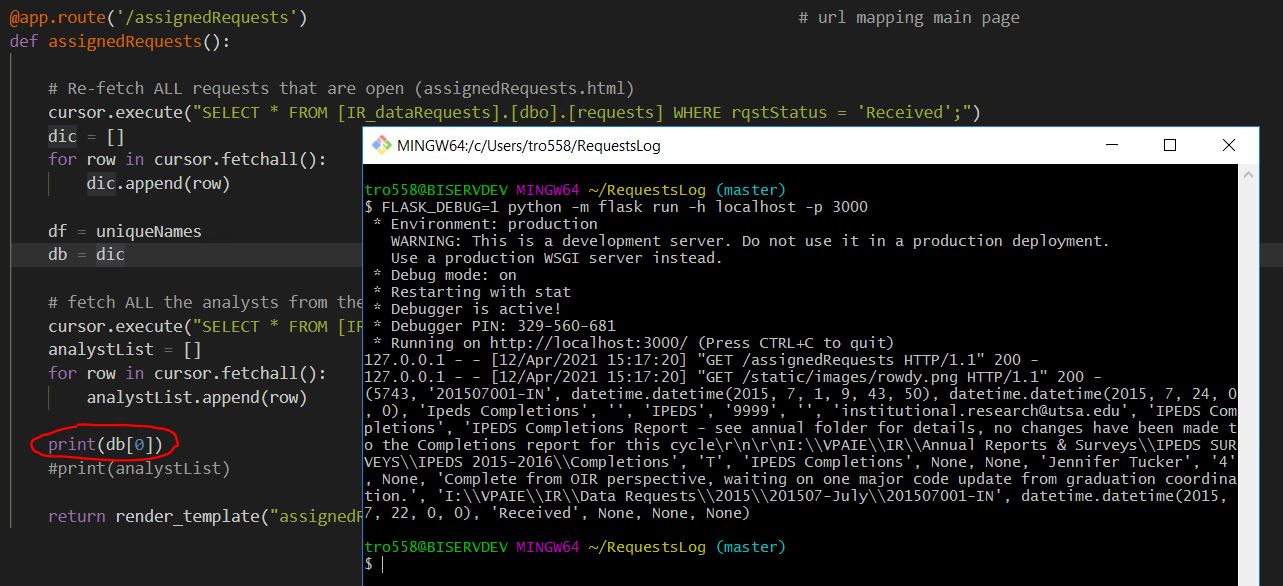 @app.route('/assignedRequests') # url mapping main page
def assignedRequests():
# Re-fetch ALL requests that are open (assignedRequests.html)
cursor.execute("SELECT * FROM [IR_dataRequests].[dbo].[requests] WHERE rqstStatus = 'Received';")
dic = []
for row in cursor.fetchall():
dic.append(row)
df = uniqueNames
db = dic
# fetch ALL the analysts from the
cursor.execute("SELECT * FROM [IR
analystList = []
for row in cursor.fetchall():
analystList.append(row)
print(db[0])
#print(analystList)
return render_template("assignedR
MINGW64:/c/Users/tro558/RequestsLog
tro558@BISERVDEV MINGW64 ~/RequestsLog (master)
$ FLASK_DEBUG=1 python -m flask run -h localhost -p 3000
* Environment: production
WARNING: This is a development server. Do not use it in a production deployment.
Use a production WSGI server instead.
* Debug mode: on
* Restarting with stat
* Debugger is active!
* Debugger PIN: 329-560-681
* Running on http://localhost:3000/ (Press CTRL+C to quit)
127.0.0.1 - - [12/Apr/2021 15:17:20] "GET /assignedRequests HTTP/1.1" 200 -
127.0.0.1 - - [12/Apr/2021 15:17:20] "GET /static/images/rowdy.png HTTP/1.1" 200 -
(5743, '201507001-IN', datetime.datetime(2015, 7, 1, 9, 43, 50), datetime.datetime(2015, 7, 24, 0
, 0), 'Ipeds Completions', '', 'IPEDS', '9999', '', 'institutional.research@utsa.edu', 'IPEDS Com
pletions', 'IPEDS Completions Report - see annual folder for details, no changes have been made t
o the Completions report for this cycle\r\n\r\nI:\\VPAIE\\IR\\Annual Reports & Surveys\\IPEDS SUR
VEYS\\IPEDS 2015-2016\\Completions', 'T', 'IPEDS Completions', None, None, 'Jennifer Tucker', '4'
, None, 'Complete from OIR perspective, waiting on one major code update from graduation coordina
tion.', 'I:\\VPAIE\\IR\\Data Requests\\2015\\201507-July\\201507001-IN', datetime.datetime(2015,
7, 22, 0, 0), 'Received', None, None, None)
tro558@BISERVDEV MINGW64 ~/RequestsLog (master)
$